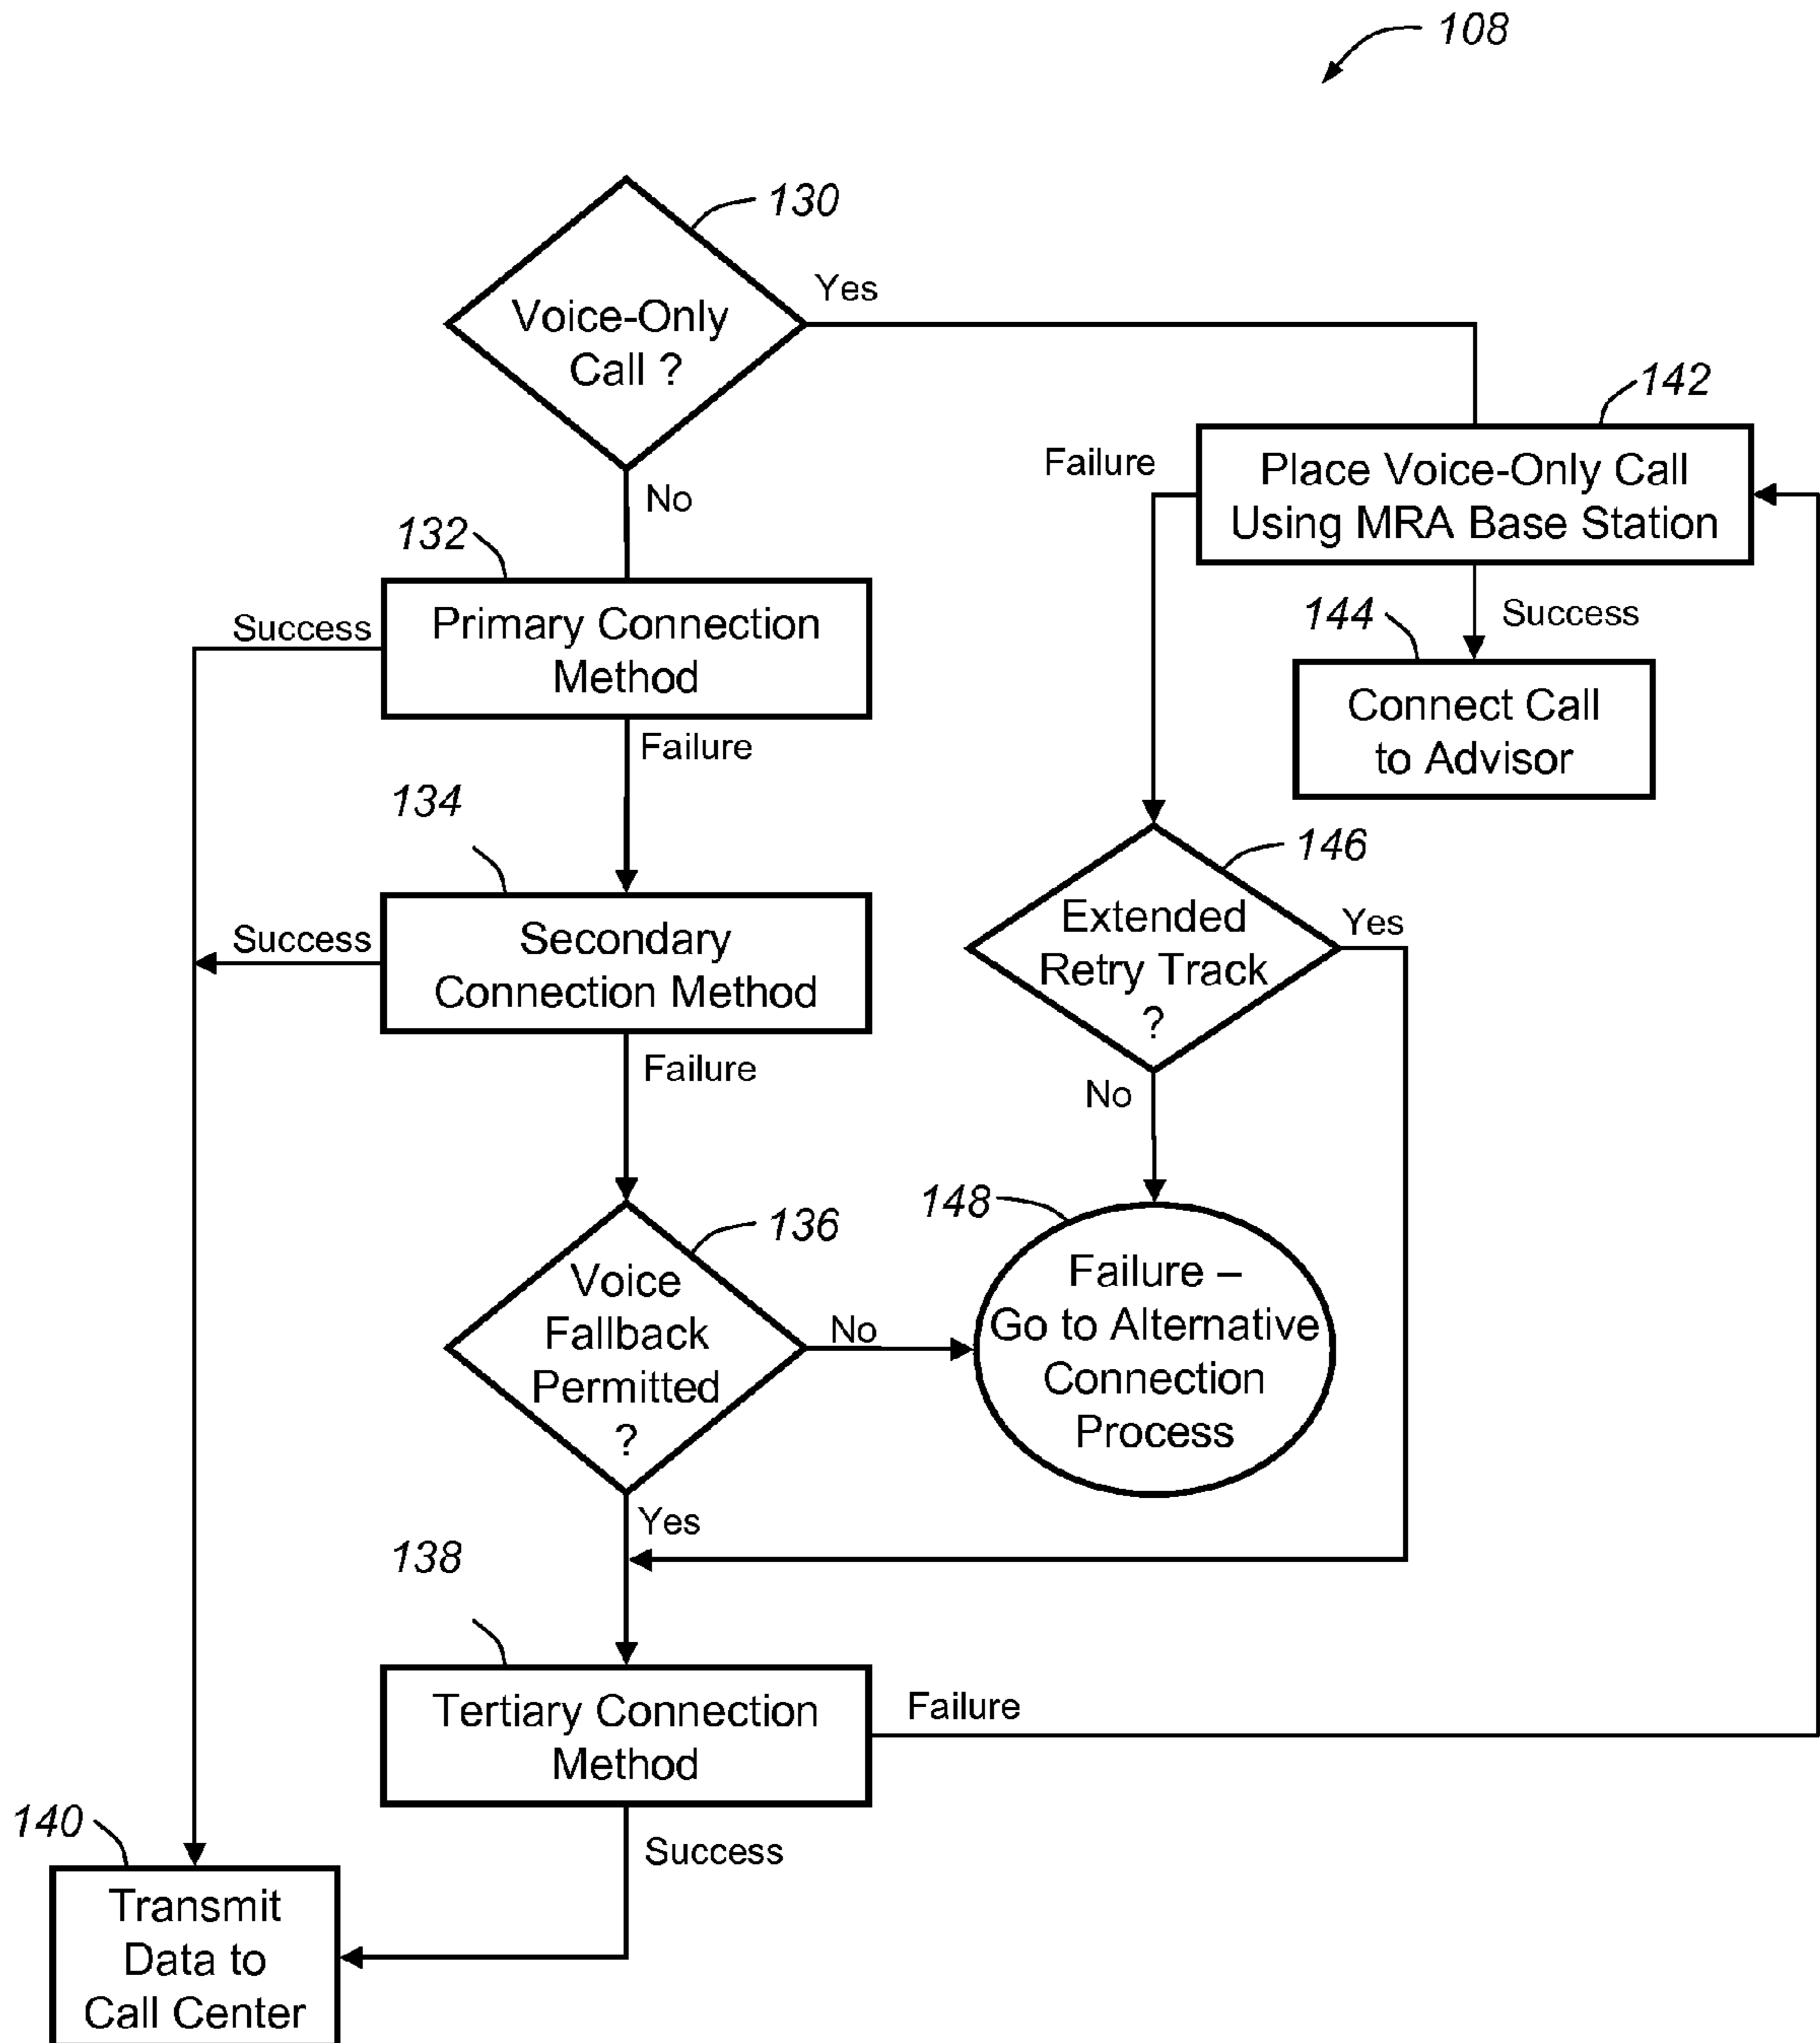 108
130
Voice-Only
Call ?
Yes
No
142
Place Voice-Only Call
Using MRA Base Station
Failure
Success
132
Primary Connection
Method
Success
Failure
144
Connect Call
to Advisor
134
Secondary
Connection Method
Success
Failure
146
Extended
Retry Track
?
Yes
No
136
Voice
Fallback
Permitted
?
No
Yes
148
Failure –
Go to Alternative
Connection
Process
138
Tertiary Connection
Method
Failure
Success
140
Transmit
Data to
Call Center